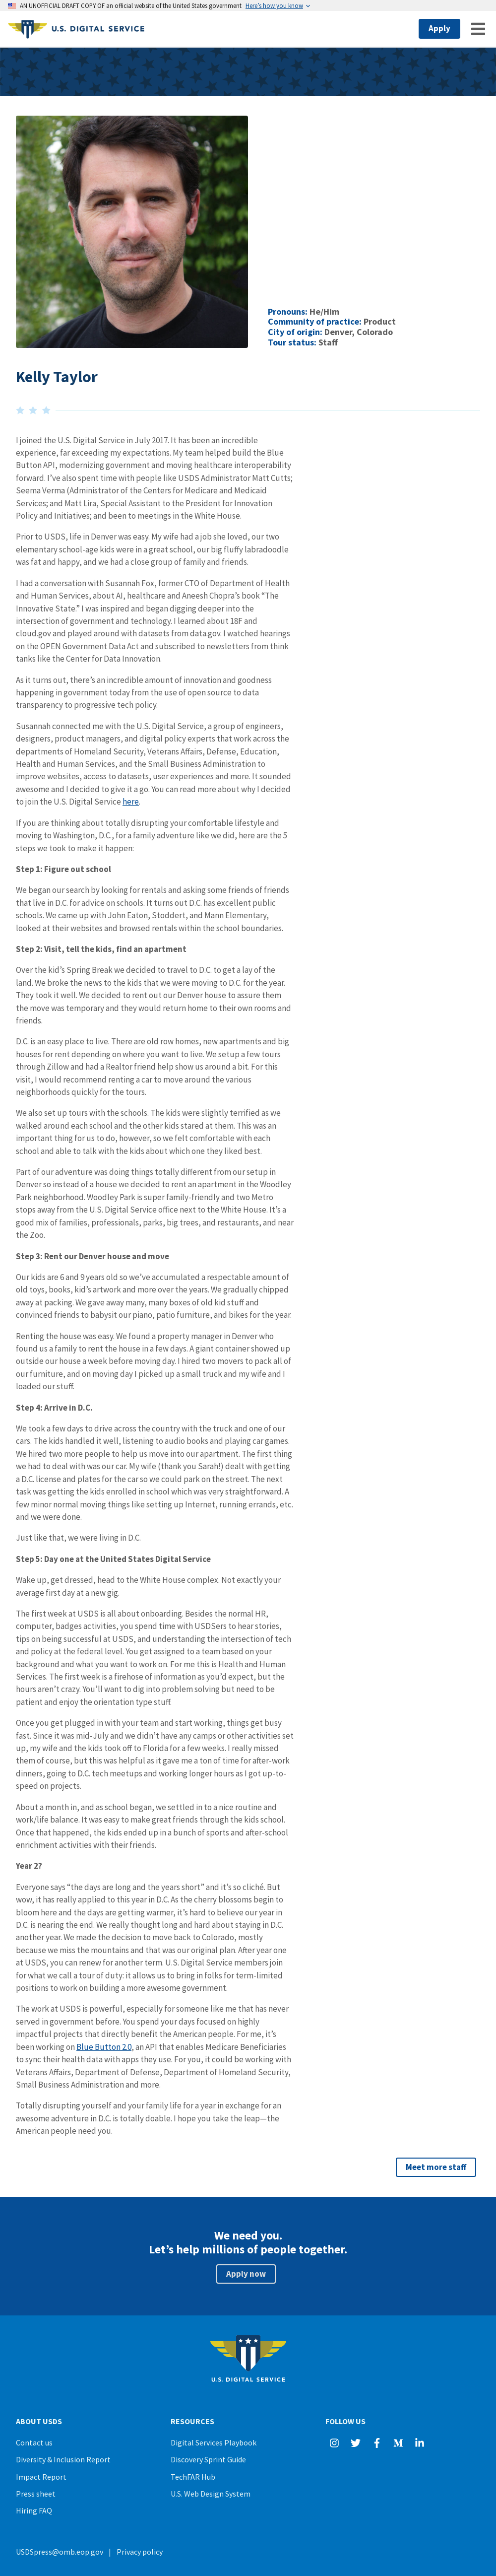 AN UNOFFICIAL DRAFT COPY OF an official website of the United States government Here's how you know
U.S. DIGITAL SERVICE
Apply
Pronouns: He/Him
Community of practice: Product
City of origin: Denver, Colorado
Tour status: Staff
Kelly Taylor
I joined the U.S. Digital Service in July 2017. It has been an incredible
experience, far exceeding my expectations. My team helped build the Blue
Button API, modernizing government and moving healthcare interoperability
forward. I've also spent time with people like USDS Administrator Matt Cutts;
Seema Verma (Administrator of the Centers for Medicare and Medicaid
Services; and Matt Lira, Special Assistant to the President for Innovation
Policy and Initiatives; and been to meetings in the White House.
Prior to USDS, life in Denver was easy. My wife had a job she loved, our two
elementary school-age kids were in a great school, our big fluffy labradoodle
was fat and happy, and we had a close group of family and friends.
I had a conversation with Susannah Fox, former CTO of Department of Health
and Human Services, about AI, healthcare and Aneesh Chopra's book "The
Innovative State." I was inspired and began digging deeper into the
intersection of government and technology. I learned about 18F and
cloud.gov and played around with datasets from data.gov. I watched hearings
on the OPEN Government Data Act and subscribed to newsletters from think
tanks like the Center for Data Innovation.
As it turns out, there's an incredible amount of innovation and goodness
happening in government today from the use of open source to data
transparency to progressive tech policy.
Susannah connected me with the U.S. Digital Service, a group of engineers,
designers, product managers, and digital policy experts that work across the
departments of Homeland Security, Veterans Affairs, Defense, Education,
Health and Human Services, and the Small Business Administration to
improve websites, access to datasets, user experiences and more. It sounded
awesome and I decided to give it a go. You can read more about why I decided
to join the U.S. Digital Service here.
If you are thinking about totally disrupting your comfortable lifestyle and
moving to Washington, D.C., for a family adventure like we did, here are the 5
steps we took to make it happen:
Step 1: Figure out school
We began our search by looking for rentals and asking some friends of friends
that live in D.C. for advice on schools. It turns out D.C. has excellent public
schools. We came up with John Eaton, Stoddert, and Mann Elementary,
looked at their websites and browsed rentals within the school boundaries.
Step 2: Visit, tell the kids, find an apartment
Over the kid's Spring Break we decided to travel to D.C. to get a lay of the
land. We broke the news to the kids that we were moving to D.C. for the year.
They took it well. We decided to rent out our Denver house to assure them
the move was temporary and they would return home to their own rooms and
friends.
D.C. is an easy place to live. There are old row homes, new apartments and big
houses for rent depending on where you want to live. We setup a few tours
through Zillow and had a Realtor friend help show us around a bit. For this
visit, I would recommend renting a car to move around the various
neighborhoods quickly for the tours.
We also set up tours with the schools. The kids were slightly terrified as we
walked around each school and the other kids stared at them. This was an
important thing for us to do, however, so we felt comfortable with each
school and able to talk with the kids about which one they liked best.
Part of our adventure was doing things totally different from our setup in
Denver so instead of a house we decided to rent an apartment in the Woodley
Park neighborhood. Woodley Park is super family-friendly and two Metro
stops away from the U.S. Digital Service office next to the White House. It's a
good mix of families, professionals, parks, big trees, and restaurants, and near
the Zoo.
Step 3: Rent our Denver house and move
Our kids are 6 and 9 years old so we've accumulated a respectable amount of
old toys, books, kid's artwork and more over the years. We gradually chipped
away at packing. We gave away many, many boxes of old kid stuff and
convinced friends to babysit our piano, patio furniture, and bikes for the year.
Renting the house was easy. We found a property manager in Denver who
found us a family to rent the house in a few days. A giant container showed up
outside our house a week before moving day. I hired two movers to pack all of
our furniture, and on moving day I picked up a small truck and my wife and I
loaded our stuff.
Step 4: Arrive in D.C.
We took a few days to drive across the country with the truck and one of our
cars. The kids handled it well, listening to audio books and playing car games.
We hired two more people to help us move into our apartment. The first thing
we had to deal with was our car. My wife (thank you Sarah!) dealt with getting
a D.C. license and plates for the car so we could park on the street. The next
task was getting the kids enrolled in school which was very straightforward. A
few minor normal moving things like setting up Internet, running errands, etc.
and we were done.
Just like that, we were living in D.C.
Step 5: Day one at the United States Digital Service
Wake up, get dressed, head to the White House complex. Not exactly your
average first day at a new gig.
The first week at USDS is all about onboarding. Besides the normal HR,
computer, badges activities, you spend time with USDSers to hear stories,
tips on being successful at USDS, and understanding the intersection of tech
and policy at the federal level. You get assigned to a team based on your
background and what you want to work on. For me this is Health and Human
Services. The first week is a firehose of information as you'd expect, but the
hours aren't crazy. You'll want to dig into problem solving but need to be
patient and enjoy the orientation type stuff.
Once you get plugged in with your team and start working, things get busy
fast. Since it was mid-July and we didn't have any camps or other activities set
up, my wife and the kids took off to Florida for a few weeks. I really missed
them of course, but this was helpful as it gave me a ton of time for after-work
dinners, going to D.C. tech meetups and working longer hours as I got up-to-
speed on projects.
About a month in, and as school began, we settled in to a nice routine and
work/life balance. It was easy to make great friends through the kids school.
Once that happened, the kids ended up in a bunch of sports and after-school
enrichment activities with their friends.
Year 2?
Everyone says "the days are long and the years short" and it's so cliché. But
wow, it has really applied to this year in D.C. As the cherry blossoms begin to
bloom here and the days are getting warmer, it's hard to believe our year in
D.C. is nearing the end. We really thought long and hard about staying in D.C.
another year. We made the decision to move back to Colorado, mostly
because we miss the mountains and that was our original plan. After year one
at USDS, you can renew for another term. U.S. Digital Service members join
for what we call a tour of duty: it allows us to bring in folks for term-limited
positions to work on building a more awesome government.
The work at USDS is powerful, especially for someone like me that has never
served in government before. You spend your days focused on highly
impactful projects that directly benefit the American people. For me, it's
been working on Blue Button 2.0, an API that enables Medicare Beneficiaries
to sync their health data with apps they use. For you, it could be working with
Veterans Affairs, Department of Defense, Department of Homeland Security,
Small Business Administration and more.
Totally disrupting yourself and your family life for a year in exchange for an
awesome adventure in D.C. is totally doable. I hope you take the leap—the
American people need you.
Meet more staff
We need you.
Let's help millions of people together.
Apply now
U.S. DIGITAL SERVICE
ABOUT USDS
Contact us
Diversity & Inclusion Report
Impact Report
Press sheet
Hiring FAQ
RESOURCES
Digital Services Playbook
Discovery Sprint Guide
TechFAR Hub
U.S. Web Design System
FOLLOW US
USDSpress@omb.eop.gov | Privacy policy